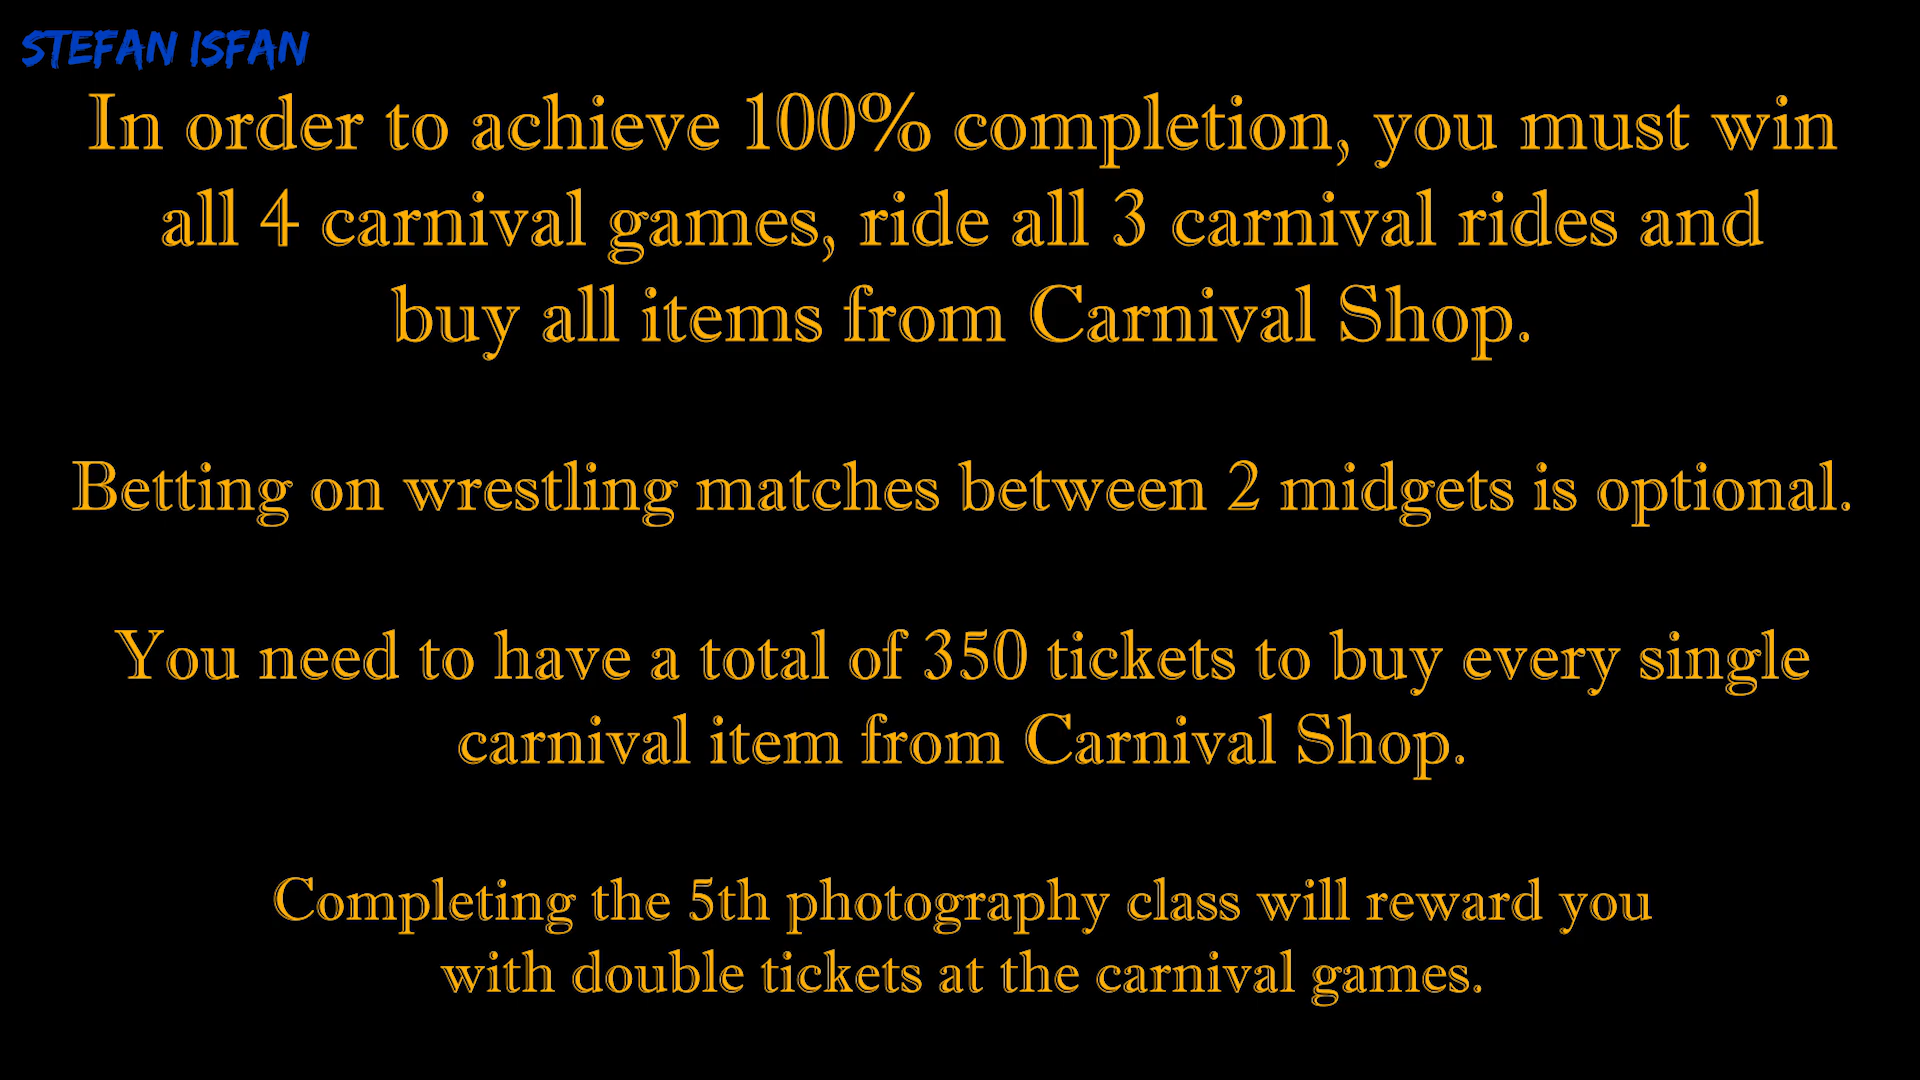 STEFAN ISFAN
In order to achieve 100% completion, you must win
all 4 carnival games, ride all 3 carnival rides and
buy all items from Carnival Shop.
Betting on wrestling matches between 2 midgets is optional.
You need to have a total of 350 tickets to buy every single
carnival item from Carnival Shop.
Completing the 5th photography class will reward you
with double tickets at the carnival games.